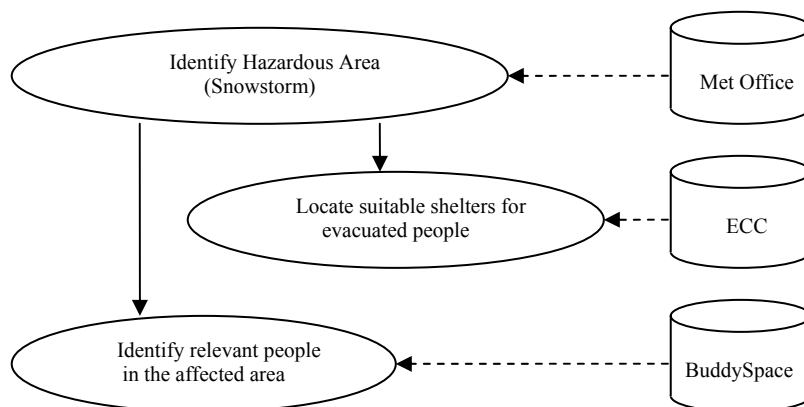 Identify Hazardous Area
(Snowstorm)
Met Office
Locate suitable shelters for
evacuated people
ECC
Identify relevant people
in the affected area
BuddySpace